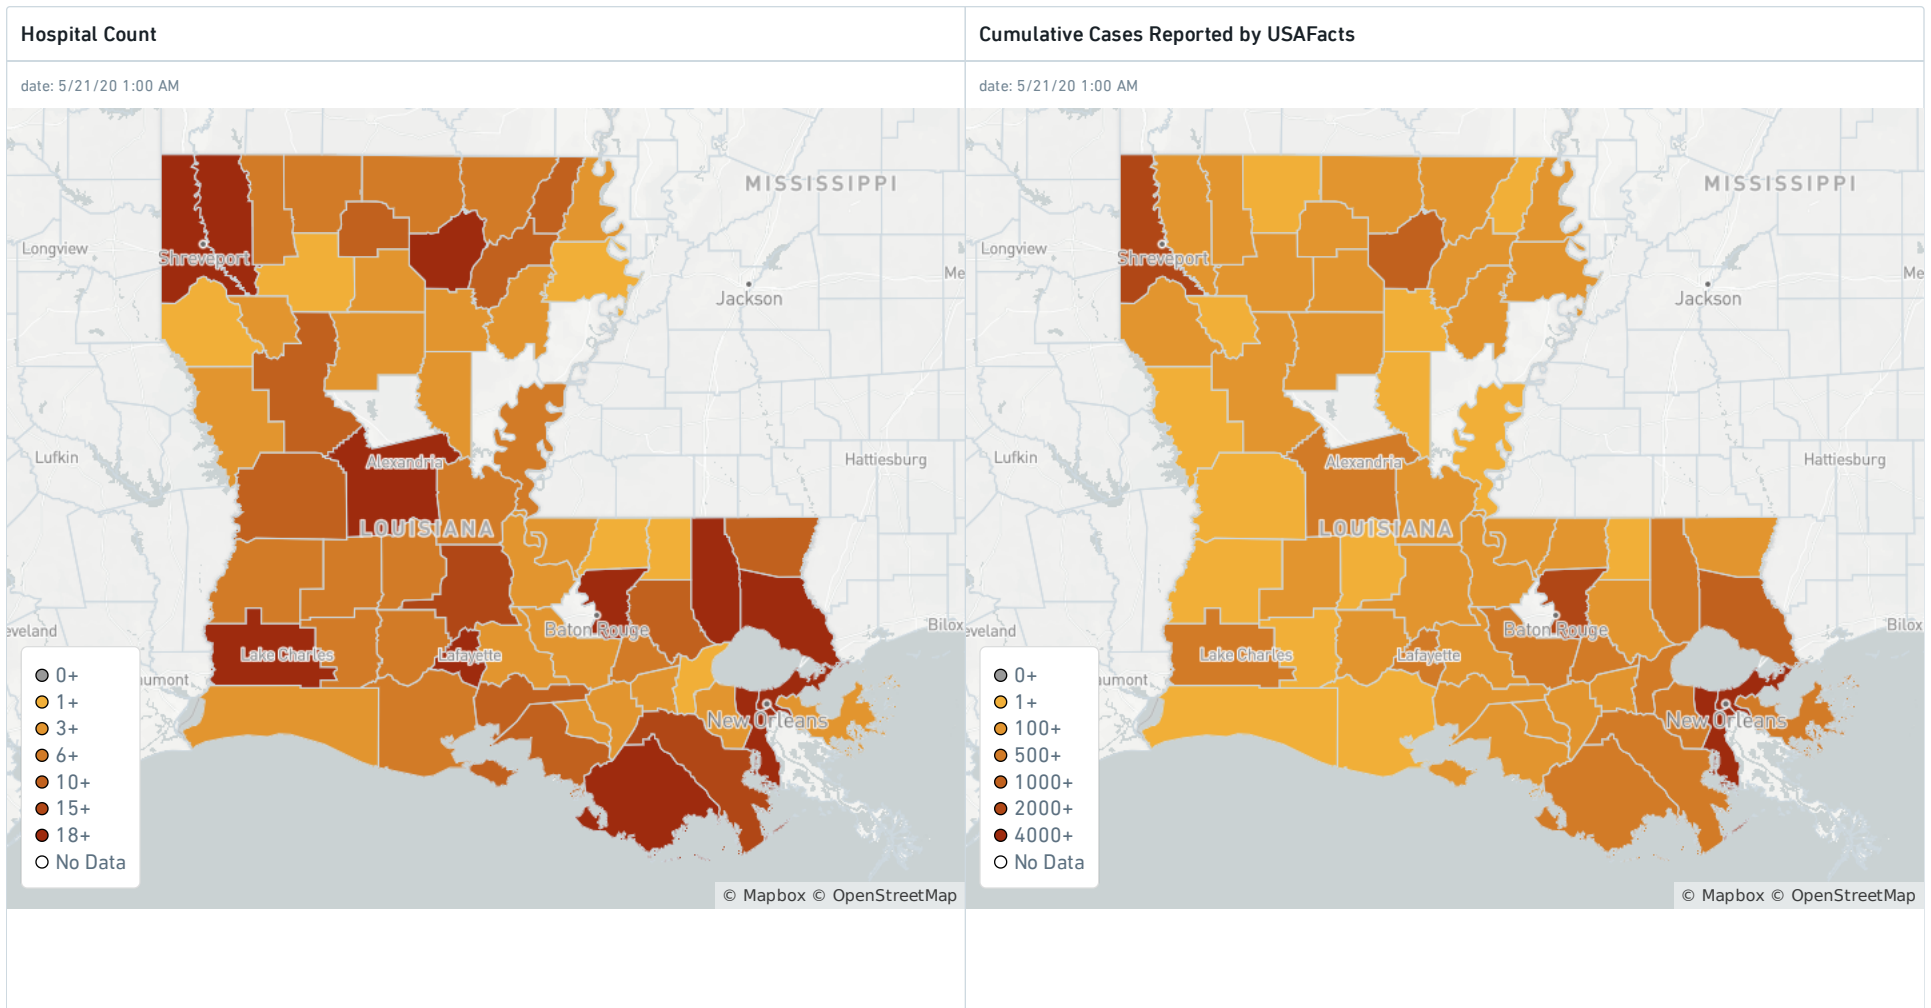 Hospital Count
date: 5/21/20 1:00 AM
MISSISSIPPI
Longview
Shreveport
Me
Jackson
Lufkin
Alexandria
Hattiesburg
LOUISIANA
eveland
Baton Rouge
Bilox
Lake Charles
Lafayette
aumont
New Orleans
0+
1+
3+
6+
10+
15+
18+
No Data
© Mapbox © OpenStreetMap
Cumulative Cases Reported by USAFacts
date: 5/21/20 1:00 AM
MISSISSIPPI
Longview
Shreveport
Me
Jackson
Lufkin
Alexandria
Hattiesburg
LOUISIANA
eveland
Baton Rouge
Bilox
Lake Charles
Lafayette
aumont
New Orleans
0+
1+
100+
500+
1000+
2000+
4000+
No Data
© Mapbox © OpenStreetMap